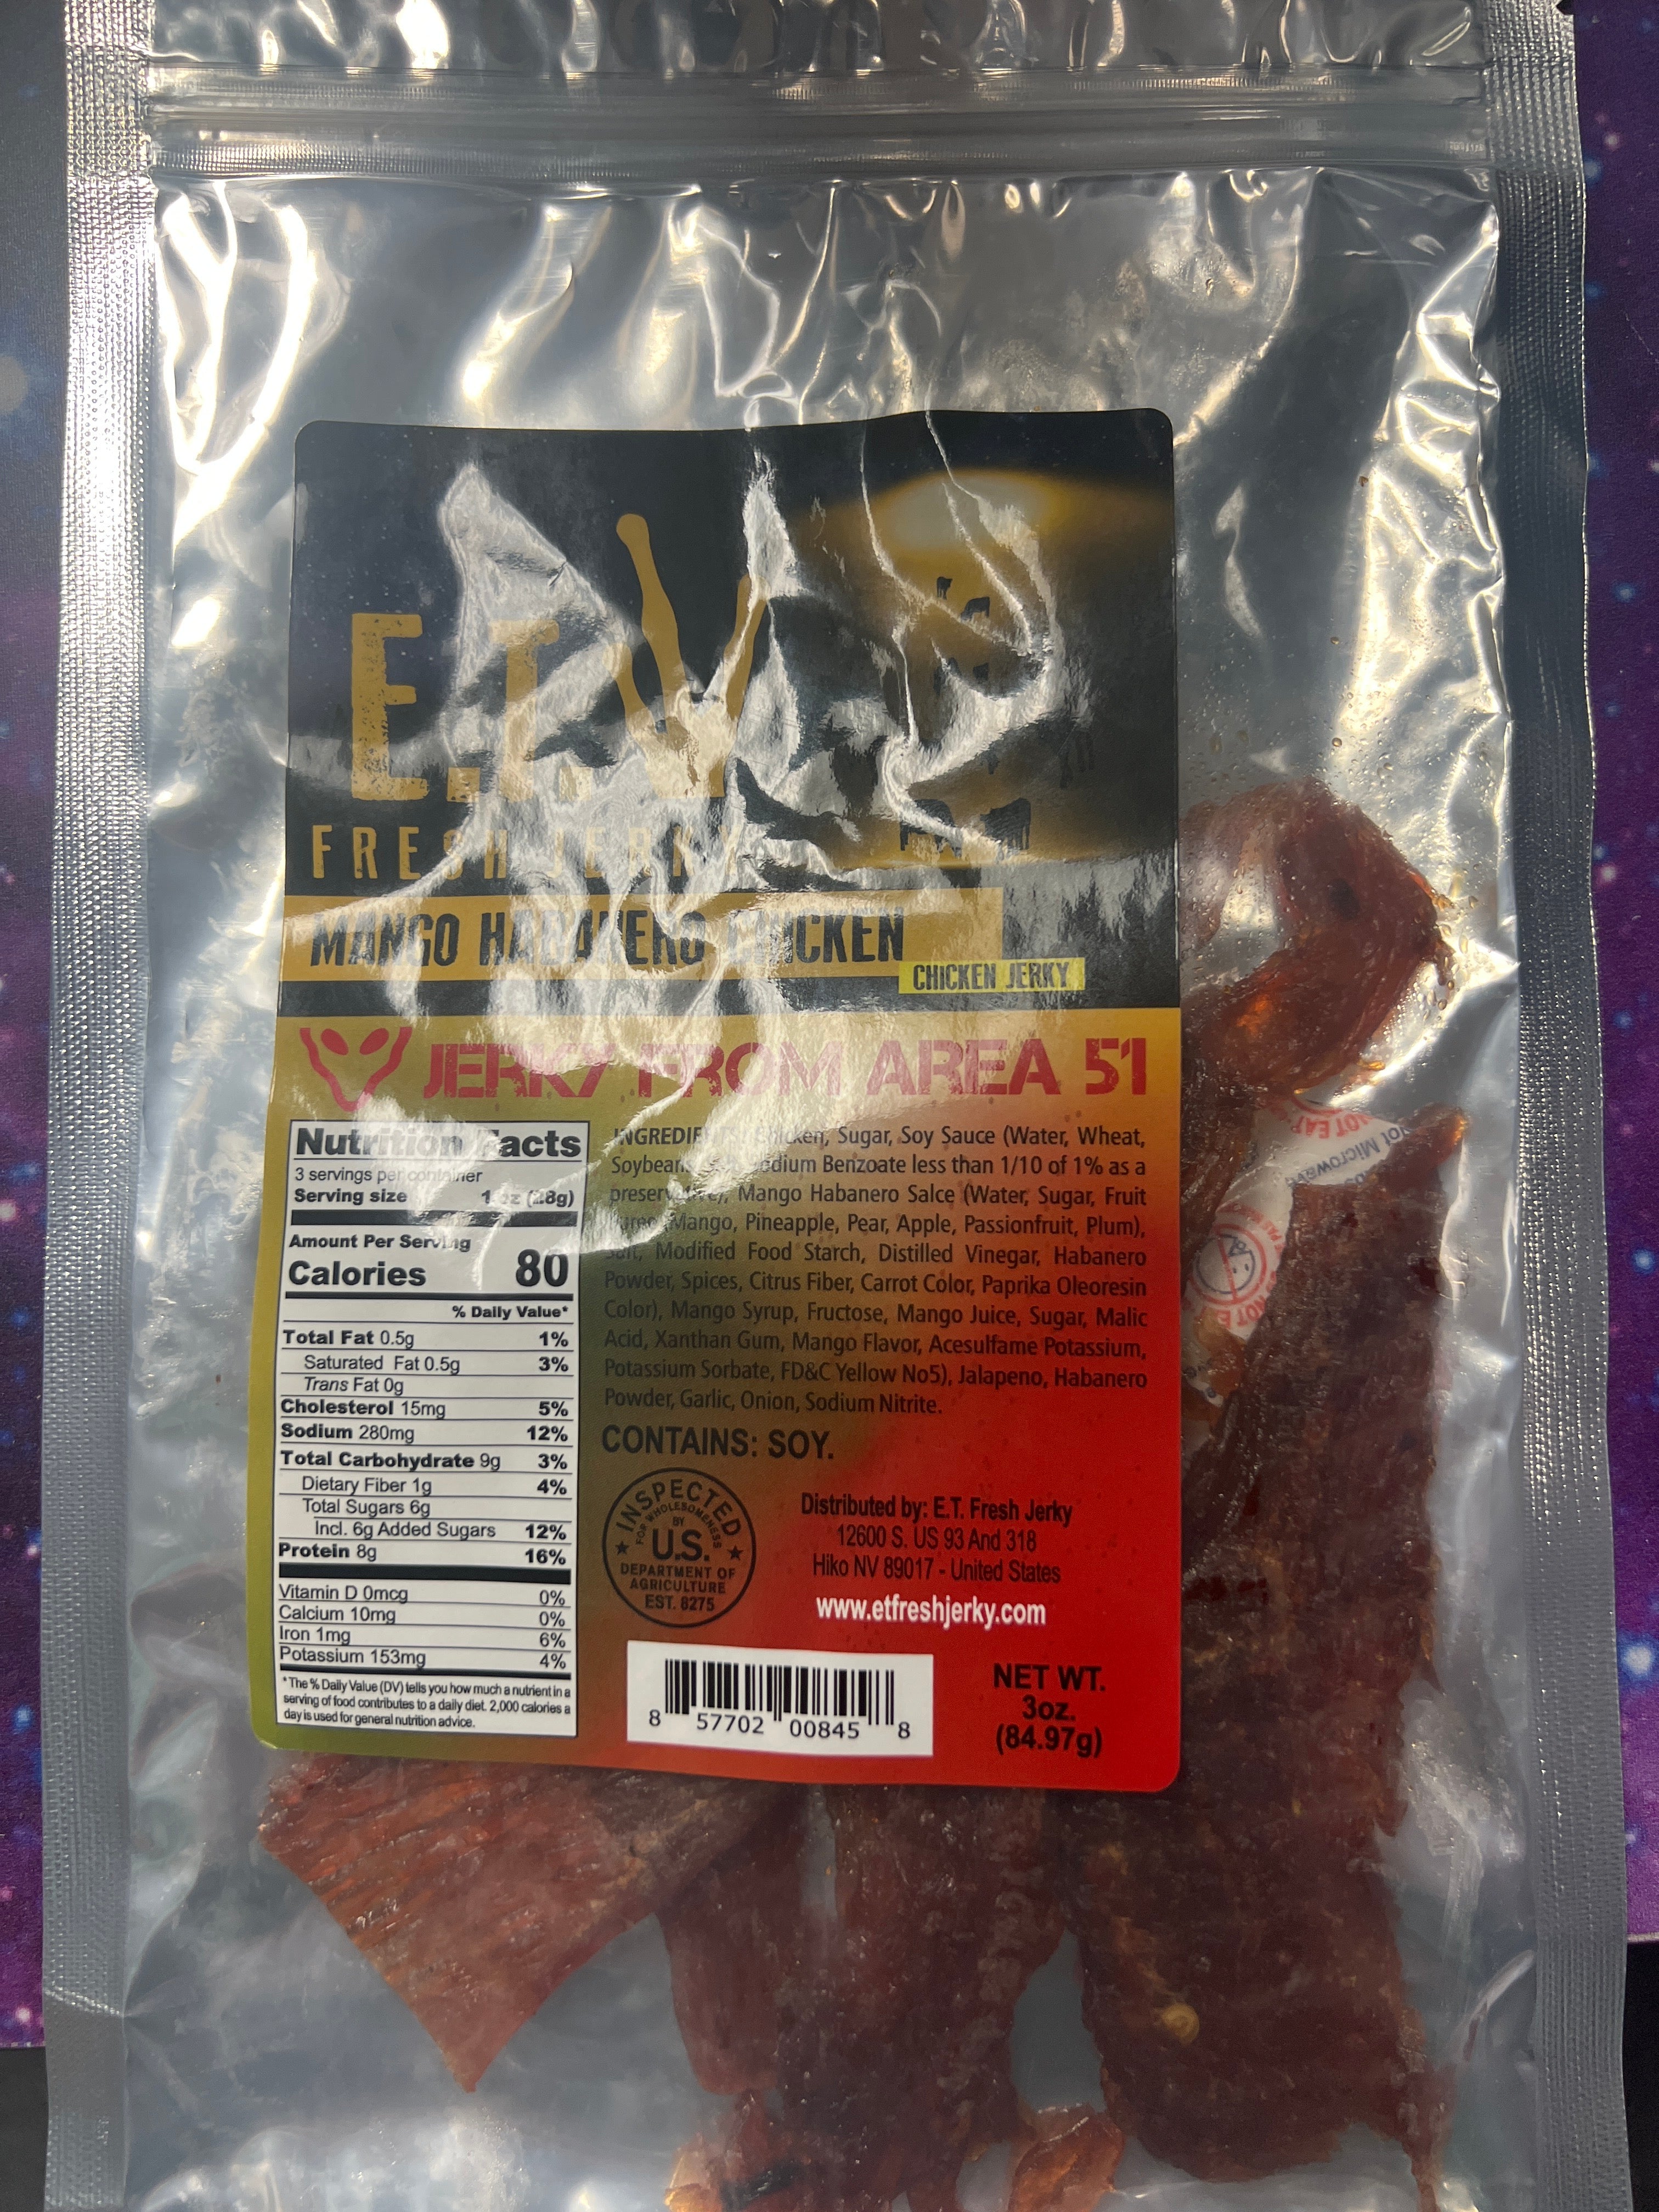 E.T.
FRESH JERKY
MANGO HABANERO CHICKEN
CHICKEN JERKY
JERKY FROM AREA 51
Nutrition Facts
3 servings per container
Serving size 1 oz (28g)
Amount Per Serving
Calories 80
% Daily Value*
Total Fat 0.5g 1%
Saturated Fat 0.5g 3%
Trans Fat 0g
Cholesterol 15mg 5%
Sodium 280mg 12%
Total Carbohydrate 9g 3%
Dietary Fiber 1g 4%
Total Sugars 6g
Incl. 6g Added Sugars 12%
Protein 8g 16%
Vitamin D 0mcg 0%
Calcium 10mg 0%
Iron 1mg 6%
Potassium 153mg 4%
*The % Daily Value (DV) tells you how much a nutrient in a
serving of food contributes to a daily diet. 2,000 calories a
day is used for general nutrition advice.
INGREDIENTS: Chicken, Sugar, Soy Sauce (Water, Wheat,
Soybeans, Sodium Benzoate less than 1/10 of 1% as a
preservative), Mango Habanero Salce (Water, Sugar, Fruit
(Mango, Pineapple, Pear, Apple, Passionfruit, Plum),
Salt, Modified Food Starch, Distilled Vinegar, Habanero
Powder, Spices, Citrus Fiber, Carrot Color, Paprika Oleoresin
Color), Mango Syrup, Fructose, Mango Juice, Sugar, Malic
Acid, Xanthan Gum, Mango Flavor, Acesulfame Potassium,
Potassium Sorbate, FD&C Yellow No5), Jalapeno, Habanero
Powder, Garlic, Onion, Sodium Nitrite.
CONTAINS: SOY.
INSPECTED
FOR WHOLESOMENESS
BY
U.S.
DEPARTMENT OF
AGRICULTURE
EST. 8275
Distributed by: E.T. Fresh Jerky
12600 S. US 93 And 318
Hiko NV 89017 - United States
www.etfreshjerky.com
8 57702 00845 8
NET WT.
3oz.
(84.97g)